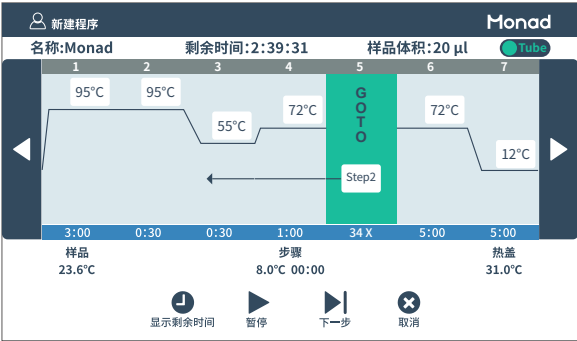 新建程序
Monad
名称:Monad 剩余时间:2:39:31 样品体积:20 µl Tube
1 2 3 4 5 6 7
95°C 95°C 55°C 72°C GOTO 72°C 12°C
Step2
3:00 0:30 0:30 1:00 34 X 5:00 5:00
样品 步骤 热盖
23.6°C 8.0°C 00:00 31.0°C
显示剩余时间 暂停 下一步 取消